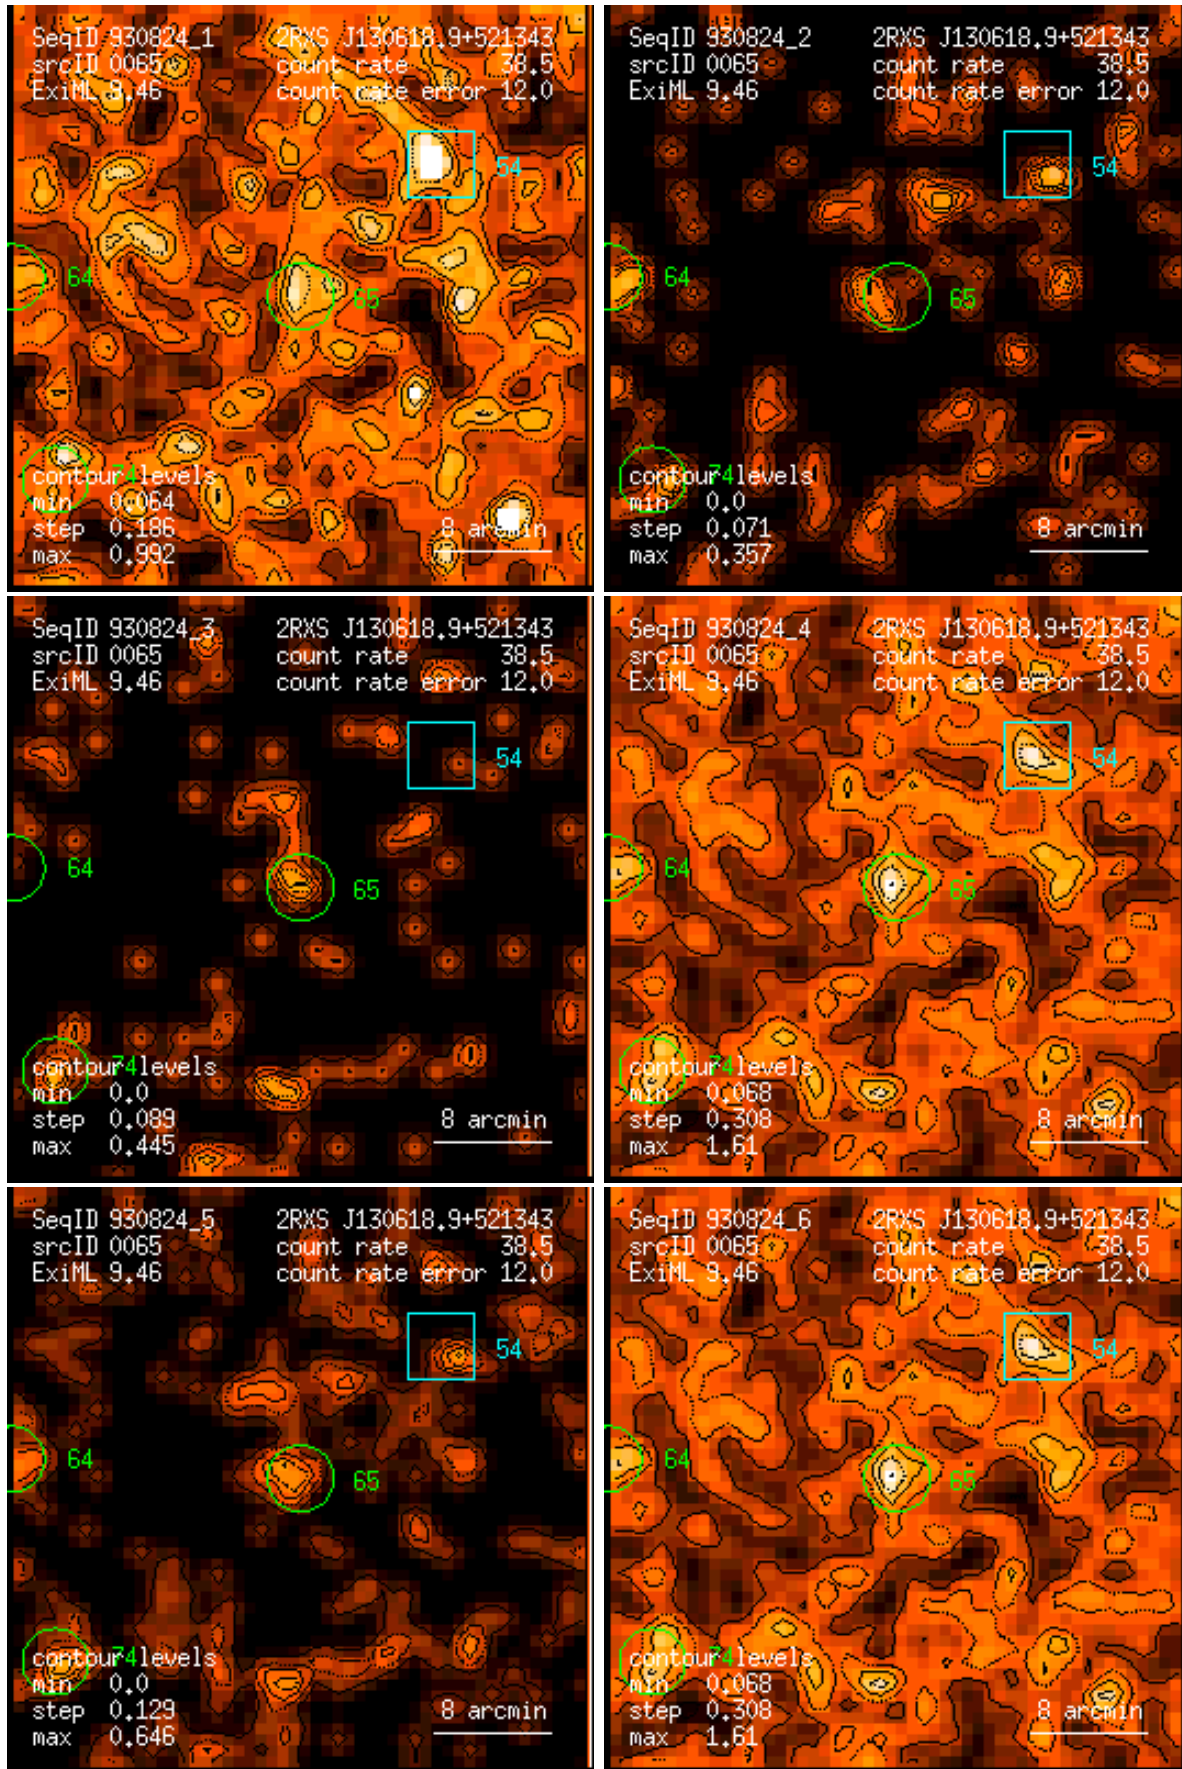 SeqID 930824_1 2RXS J130618.9+521343
srcID 0065 count rate 38.5
ExiML 9.46 count rate error 12.0
54
64
65
74
contour levels
min 0.064
step 0.186
max 0.992
8 arcmin
SeqID 930824_2 2RXS J130618.9+521343
srcID 0065 count rate 38.5
ExiML 9.46 count rate error 12.0
54
64
65
74
contour levels
min 0.0
step 0.071
max 0.357
8 arcmin
SeqID 930824_3 2RXS J130618.9+521343
srcID 0065 count rate 38.5
ExiML 9.46 count rate error 12.0
54
64
65
74
contour levels
min 0.0
step 0.089
max 0.445
8 arcmin
SeqID 930824_4 2RXS J130618.9+521343
srcID 0065 count rate 38.5
ExiML 9.46 count rate error 12.0
54
64
65
74
contour levels
min 0.068
step 0.308
max 1.61
8 arcmin
SeqID 930824_5 2RXS J130618.9+521343
srcID 0065 count rate 38.5
ExiML 9.46 count rate error 12.0
54
64
65
74
contour levels
min 0.0
step 0.129
max 0.646
8 arcmin
SeqID 930824_6 2RXS J130618.9+521343
srcID 0065 count rate 38.5
ExiML 9.46 count rate error 12.0
54
64
65
74
contour levels
min 0.068
step 0.308
max 1.61
8 arcmin